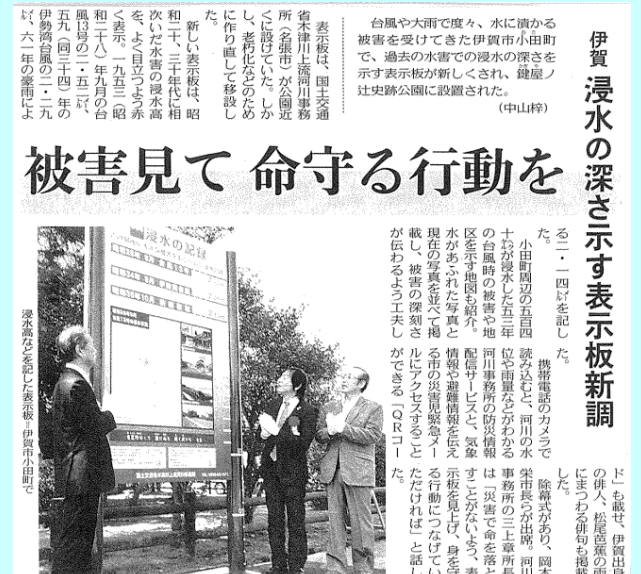 伊賀 浸水の深さ示す表示板新調
被害見て 命守る行動を
台風や大雨で度々、水に漬かる
被害を受けてきた伊賀市小田町
で、過去の水害での浸水の深さを
示す表示板が新しくされ、鍵屋ノ
辻史跡公園に設置された。
(中山梓)
表示板は、国土交通
省木津川上流河川事務
所(名張市)が公園近
くに設けていた。しか
し、老朽化などのため
に作り直して移設し
た。
新しい表示板は、昭
和二十、三十年代に相
次いだ水害の浸水高
を、よく目立つよう赤
く表示。一九五三(昭
和二十八)年九月の台
風13号の二・五二㍍、
五九(同三十四)年の
伊勢湾台風の二・二九
㍍、六一年の豪雨によ
る二・一四㍍を記し
た。
小田町周辺の五百四
十㌶が浸水した五三年
の台風時の被害や地
区を示す地図も紹介。
水があふれた写真と
現在の写真を並べて掲
載し、被害の深刻さ
が伝わるよう工夫し
た。
携帯電話のカメラで
読み込むと、河川の水
位や雨量などがわかる
河川事務所の防災情報
配信サービスと、気象
情報や避難情報を伝え
る市の災害児緊急メー
ルにアクセスすること
ができる「QRコー
ド」も載せ、伊賀出身
の俳人、松尾芭蕉の雨
にまつわる俳句も掲載
した。
除幕式があり、岡本
栄市長らが出席。河川
事務所の三上章所長
は「災害で命を落と
すことがないよう、表
示板を見上げ、身を守
る行動につなげてい
ただければ」と話し
た。
浸水の記録
浸水高などを記した表示板=伊賀市小田町で